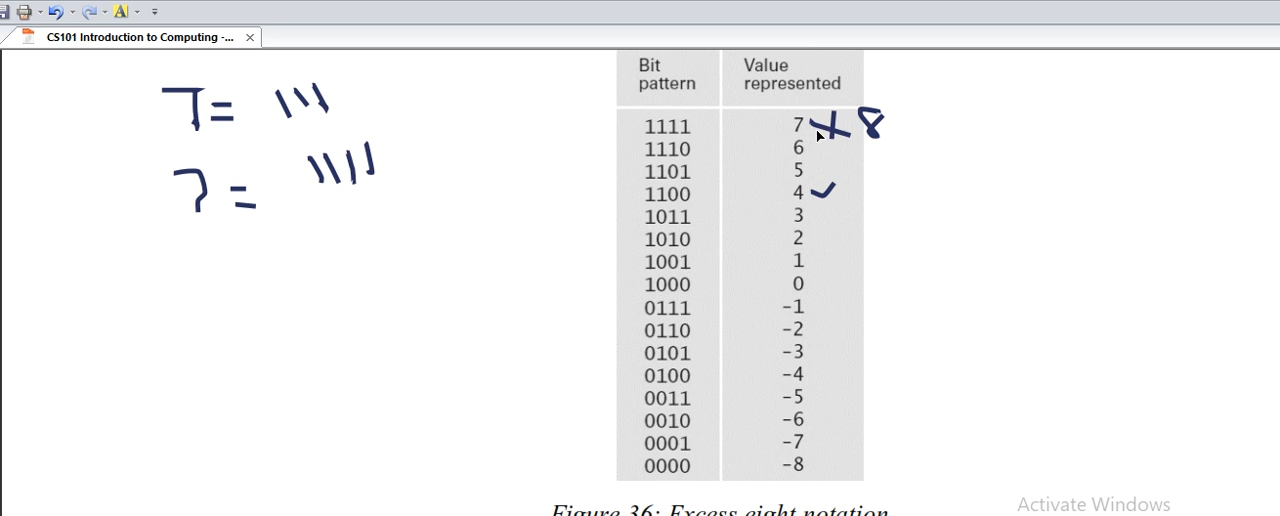 CS101 Introduction to Computing -...
Bit pattern Value represented
7 = 111
7 = 1111
1111 7 + 8
1110 6
1101 5
1100 4 ✓
1011 3
1010 2
1001 1
1000 0
0111 -1
0110 -2
0101 -3
0100 -4
0011 -5
0010 -6
0001 -7
0000 -8
Figure 36: Excess eight notation
Activate Windows